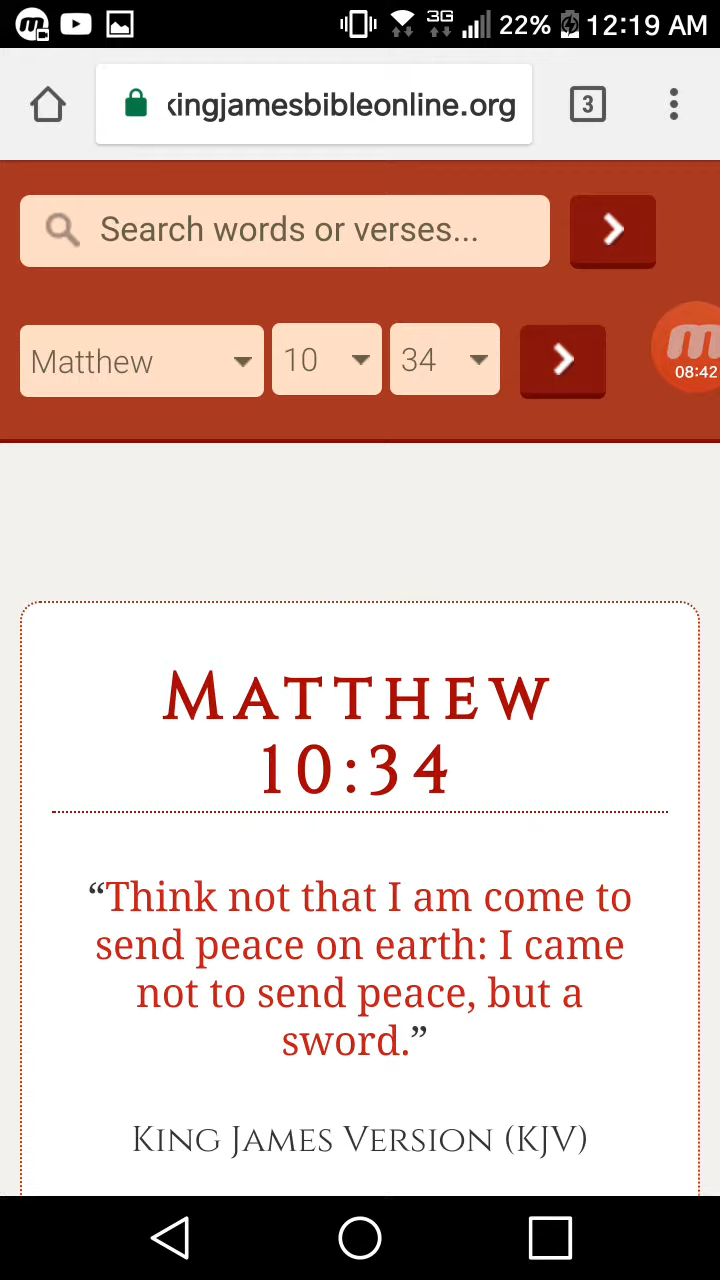 3G 22% 12:19 AM
kingjamesbibleonline.org 3
Search words or verses...
Matthew 10 34
m
08:42
MATTHEW
10:34
“Think not that I am come to
send peace on earth: I came
not to send peace, but a
sword.”
KING JAMES VERSION (KJV)